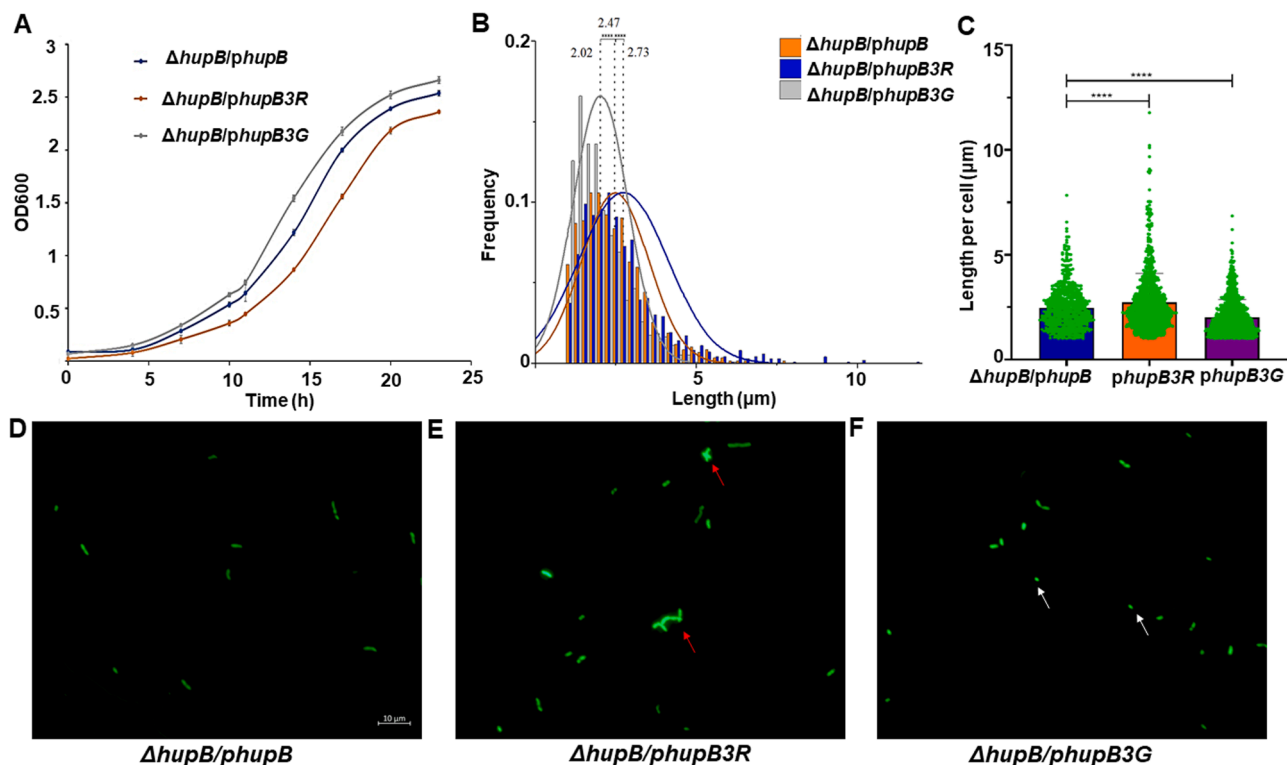 A
3
2.5
2
1.5
1
0.5
OD600
0
5
10
15
20
25
Time (h)
ΔhupB/phupB
ΔhupB/phupB3R
ΔhupB/phupB3G
B
0.2
0.1
0
Frequency
5
10
Length (µm)
2.47
**** ****
2.02
2.73
ΔhupB/phupB
ΔhupB/phupB3R
ΔhupB/phupB3G
C
15
10
5
0
Length per cell (µm)
****
****
ΔhupB/phupB
phupB3R
phupB3G
D
10 µm
ΔhupB/phupB
E
ΔhupB/phupB3R
F
ΔhupB/phupB3G